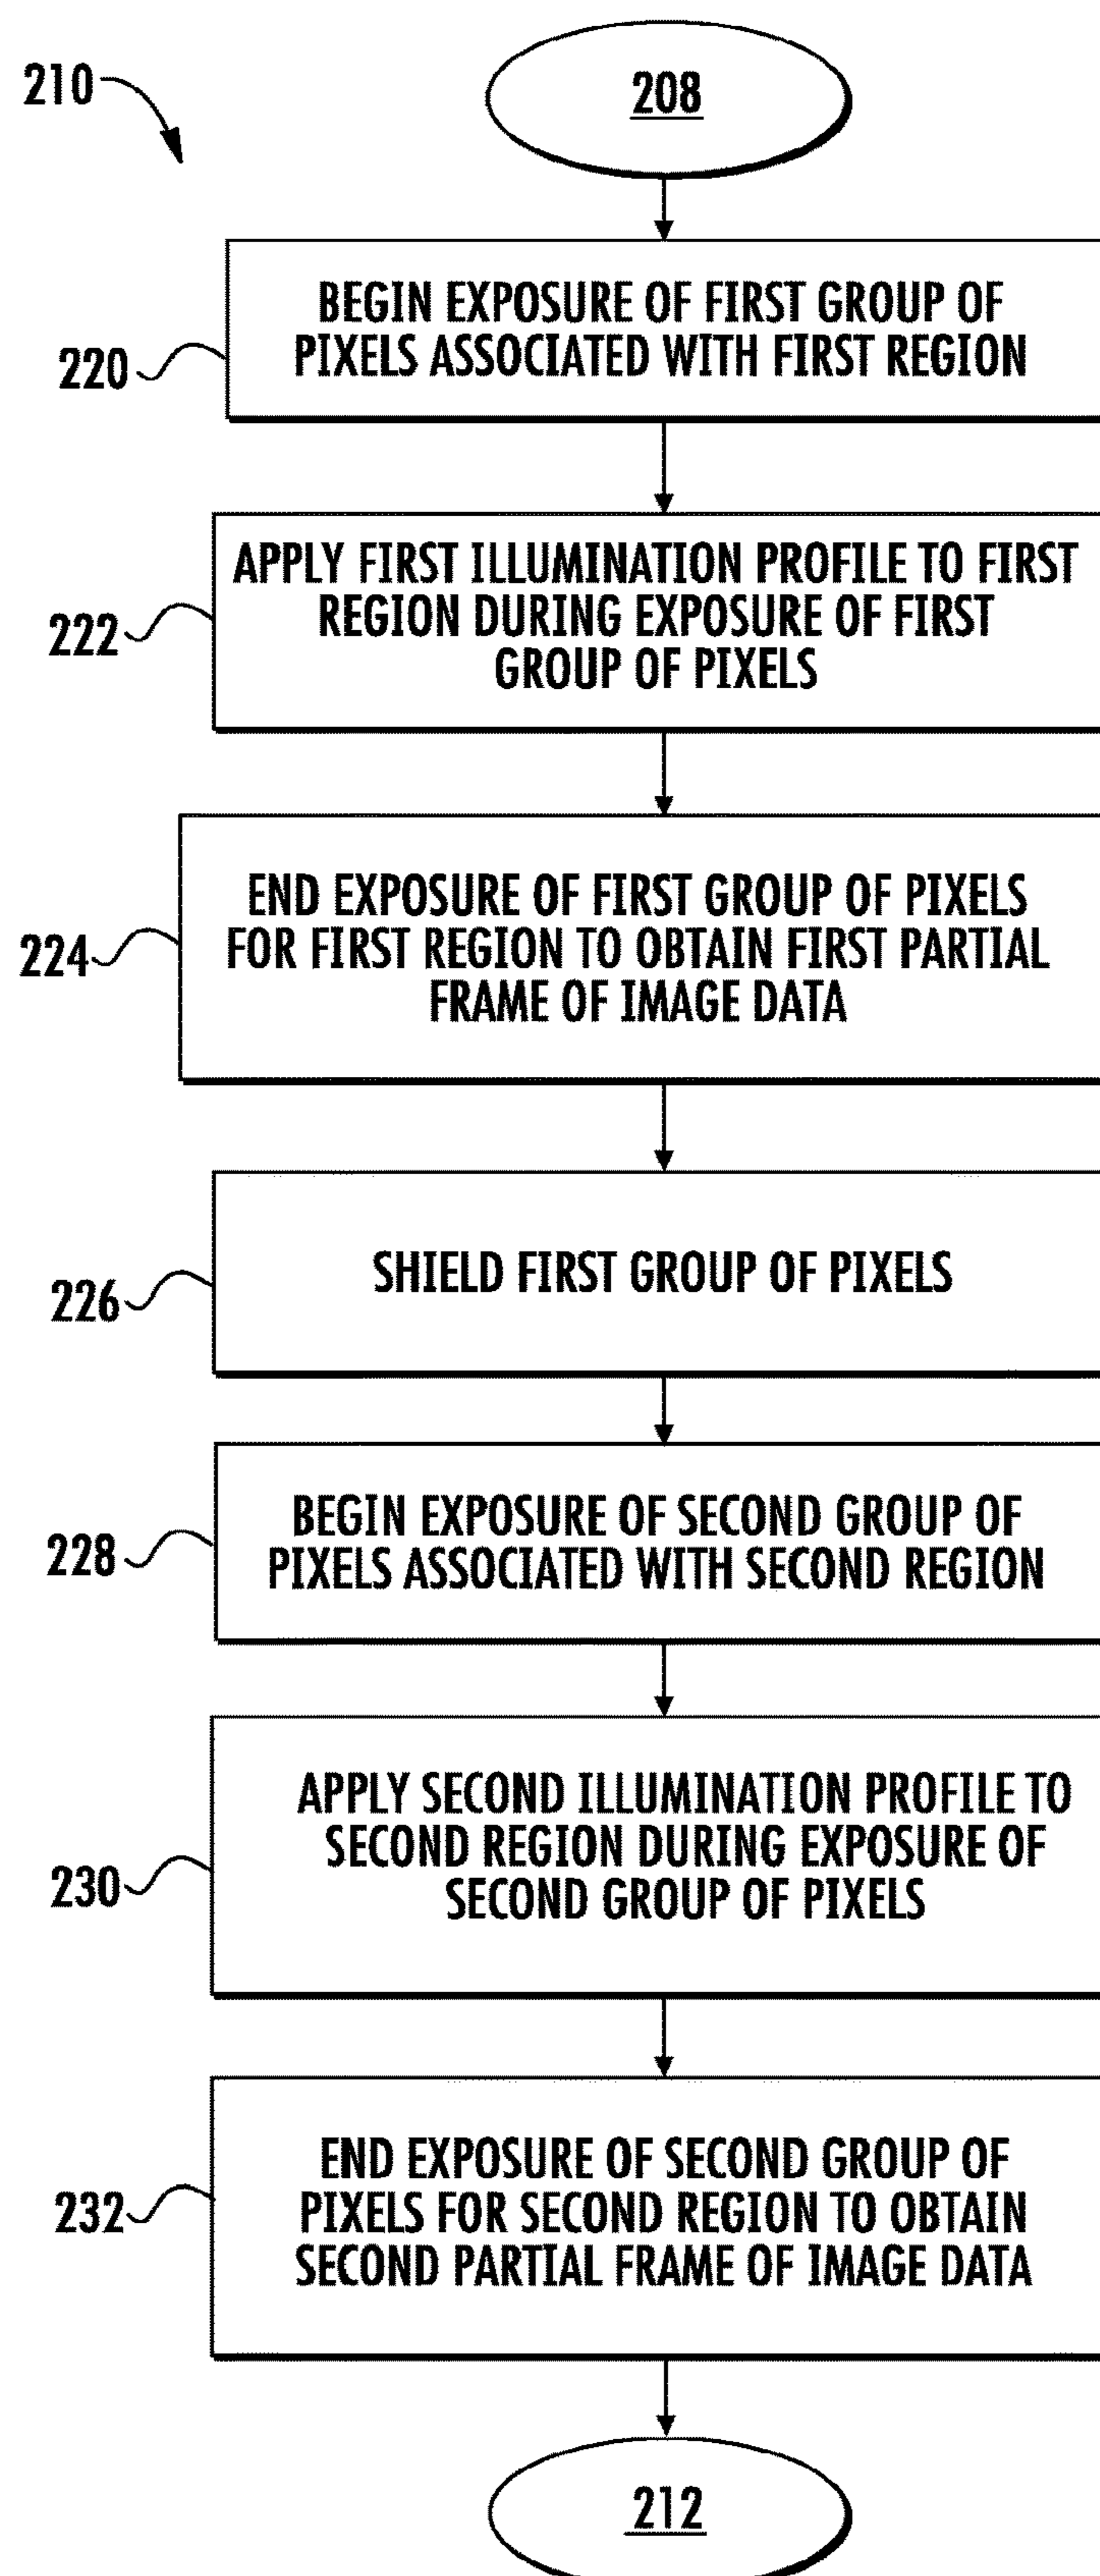 210
208
BEGIN EXPOSURE OF FIRST GROUP OF
PIXELS ASSOCIATED WITH FIRST REGION
220
APPLY FIRST ILLUMINATION PROFILE TO FIRST
REGION DURING EXPOSURE OF FIRST
GROUP OF PIXELS
222
END EXPOSURE OF FIRST GROUP OF PIXELS
FOR FIRST REGION TO OBTAIN FIRST PARTIAL
FRAME OF IMAGE DATA
224
SHIELD FIRST GROUP OF PIXELS
226
BEGIN EXPOSURE OF SECOND GROUP OF
PIXELS ASSOCIATED WITH SECOND REGION
228
APPLY SECOND ILLUMINATION PROFILE TO
SECOND REGION DURING EXPOSURE OF
SECOND GROUP OF PIXELS
230
END EXPOSURE OF SECOND GROUP OF
PIXELS FOR SECOND REGION TO OBTAIN
SECOND PARTIAL FRAME OF IMAGE DATA
232
212